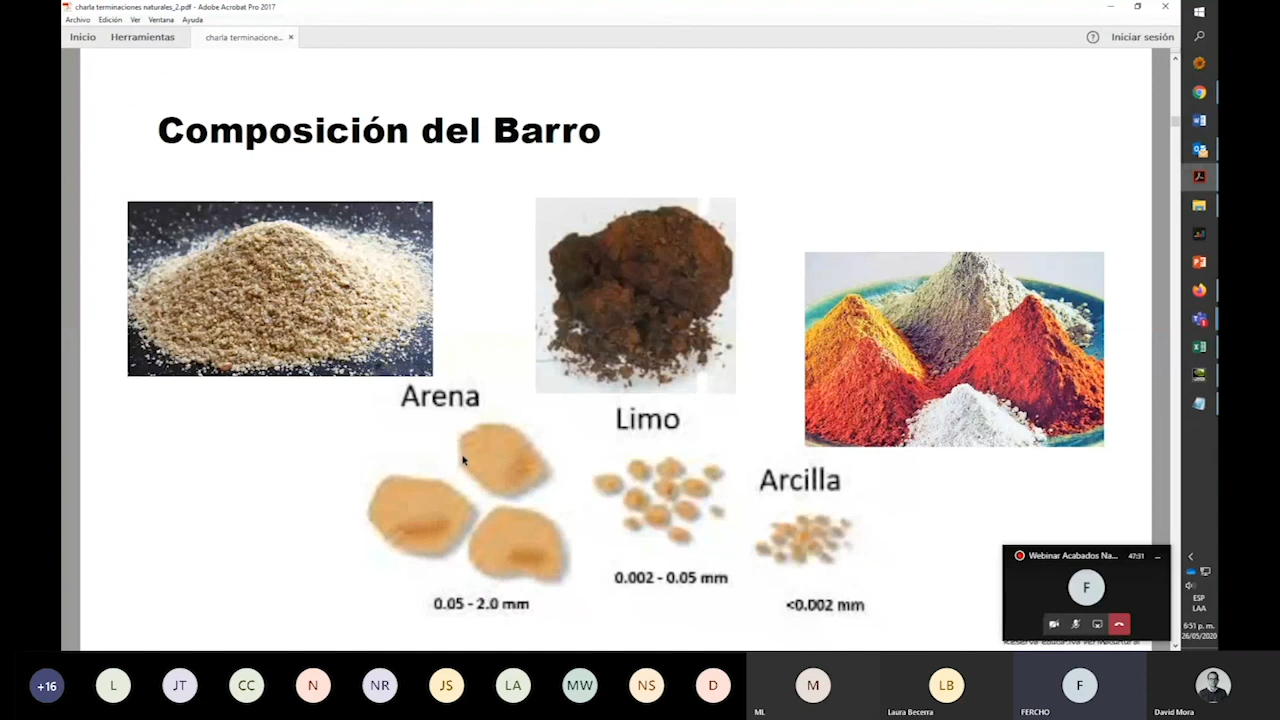 charla terminaciones naturales_2.pdf - Adobe Acrobat Pro 2017
Archivo Edición Ver Ventana Ayuda
Inicio Herramientas charla terminacione... × ? Iniciar sesión
Composición del Barro
Arena
Limo
Arcilla
0.05 - 2.0 mm
0.002 - 0.05 mm
<0.002 mm
Webinar Acabados Na... 47:31
F
ESP
LAA
6:51 p. m.
26/05/2020
+16 L JT CC N NR JS LA MW NS D M LB F
ML Laura Becerra FERCHO David Mora